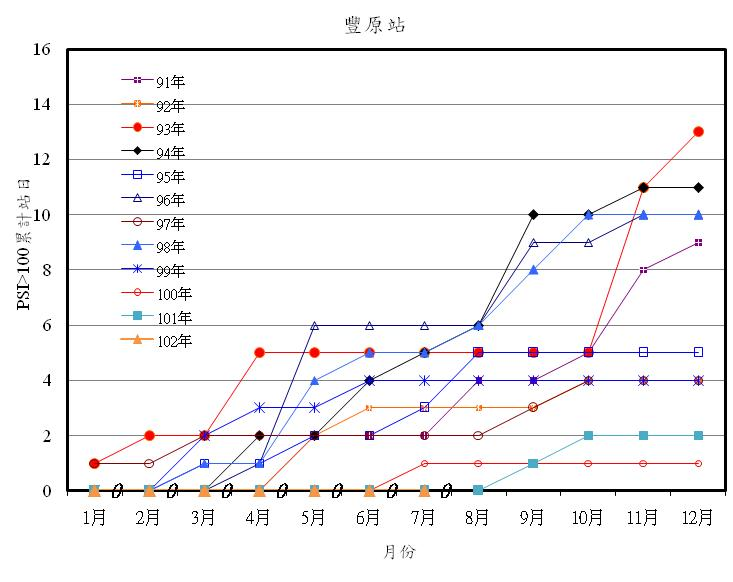 豐原站
PSI>100累計站日
16
14
12
10
8
6
4
2
0
91年
92年
93年
94年
95年
96年
97年
98年
99年
100年
101年
102年
0 0 0 0 0 0 0
1月 2月 3月 4月 5月 6月 7月 8月 9月 10月 11月 12月
月份